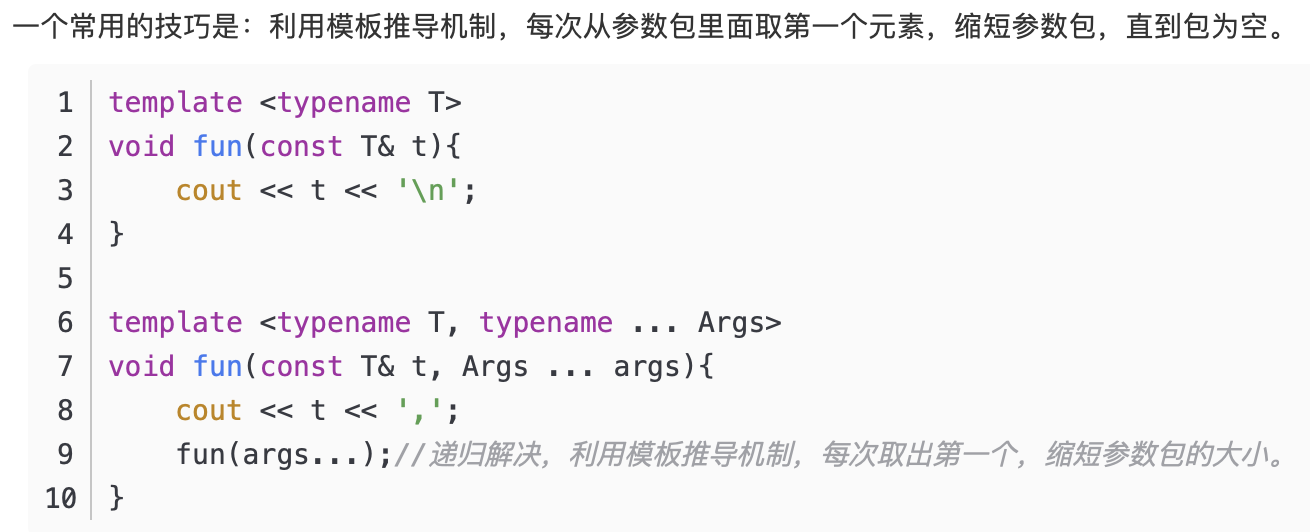 一个常用的技巧是：利用模板推导机制，每次从参数包里面取第一个元素，缩短参数包，直到包为空。
1 template <typename T>
2 void fun(const T& t){
3     cout << t << '\n';
4 }
5
6 template <typename T, typename ... Args>
7 void fun(const T& t, Args ... args){
8     cout << t << ',';
9     fun(args...);//递归解决，利用模板推导机制，每次取出第一个，缩短参数包的大小。
10 }